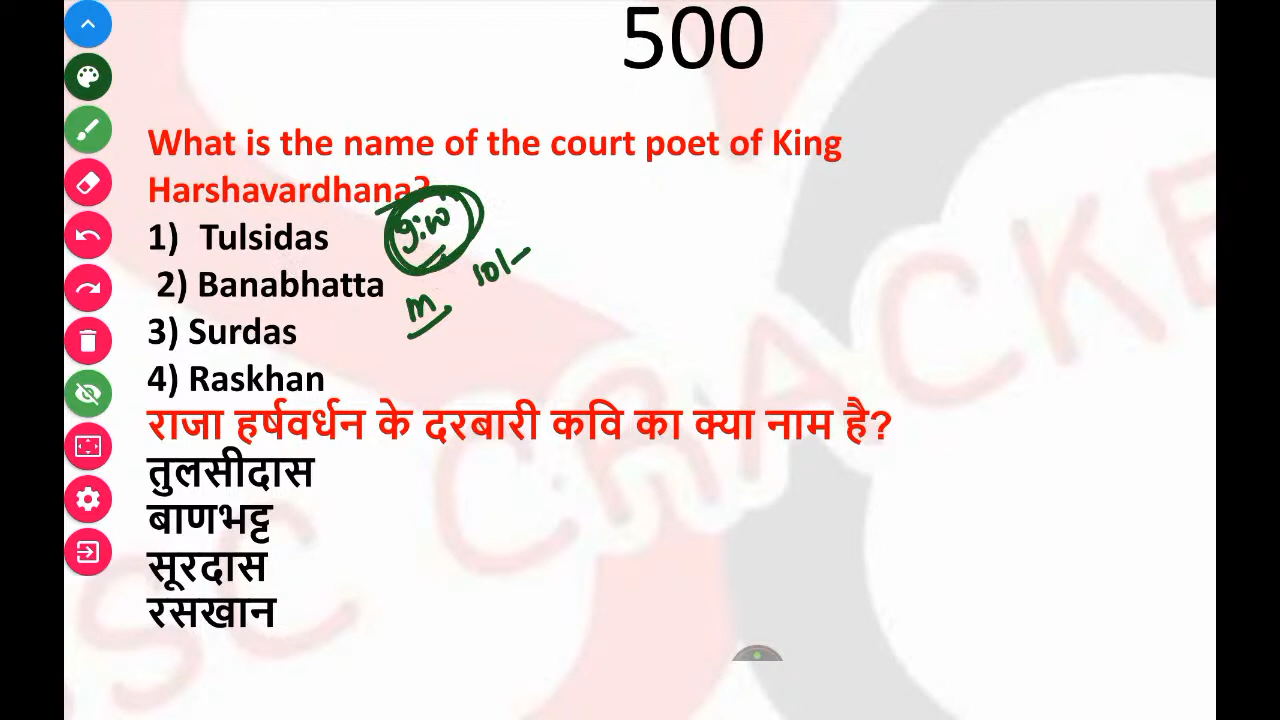 500
What is the name of the court poet of King
Harshavardhana?
1) Tulsidas
2) Banabhatta
3) Surdas
4) Raskhan
राजा हर्षवर्धन के दरबारी कवि का क्या नाम है?
तुलसीदास
बाणभट्ट
सूरदास
रसखान
CRACKE